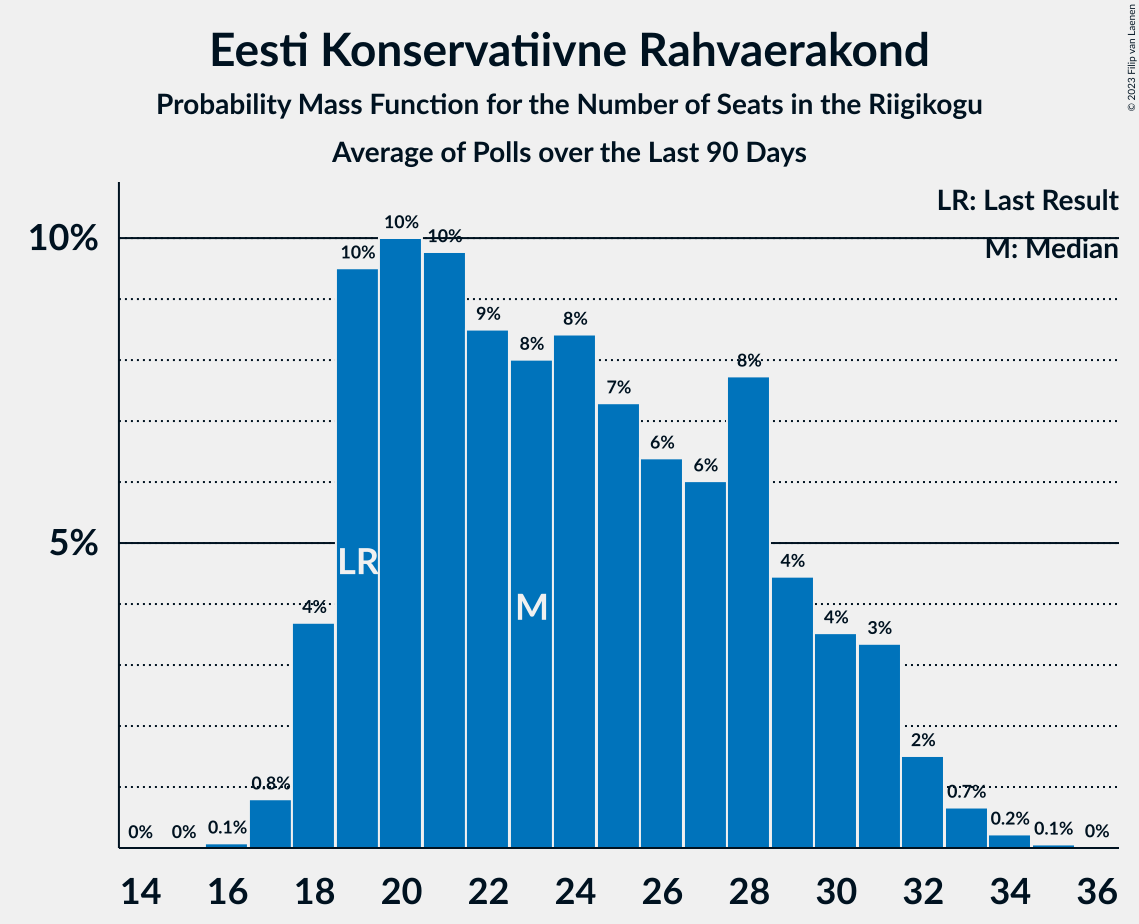 Eesti Konservatiivne Rahvaerakond
Probability Mass Function for the Number of Seats in the Riigikogu
Average of Polls over the Last 90 Days
© 2023 Filip van Laenen
LR: Last Result
M: Median
10%
5%
0%
0%
0.1%
0.8%
4%
10%
10%
10%
9%
8%
8%
7%
6%
6%
8%
4%
4%
3%
2%
0.7%
0.2%
0.1%
0%
LR
M
14 16 18 20 22 24 26 28 30 32 34 36